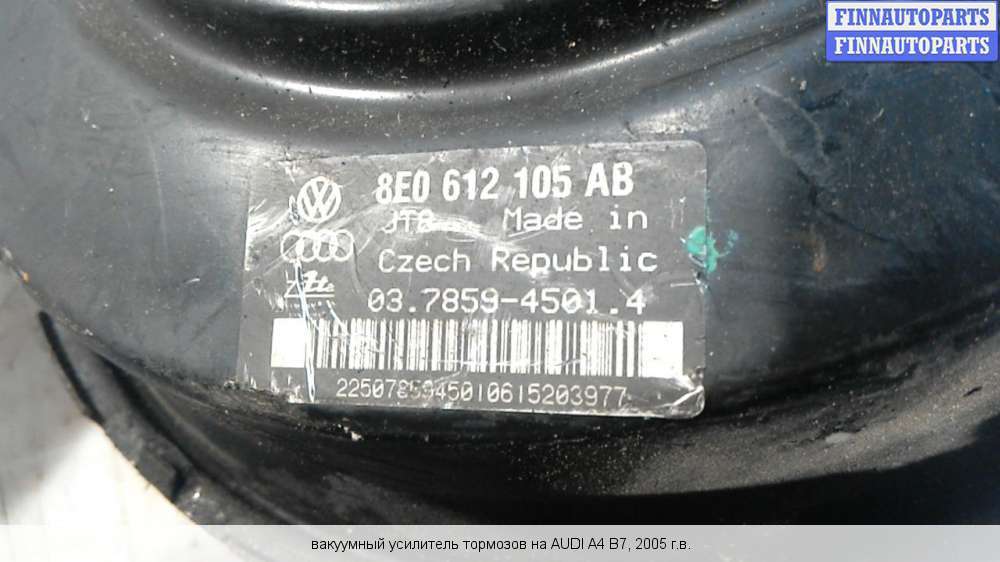 FINNAUTOPARTS
FINNAUTOPARTS
8E0 612 105 AB
Made in
Czech Republic
03.7859-4501.4
2250785945010615203977
вакуумный усилитель тормозов на AUDI A4 B7, 2005 г.в.